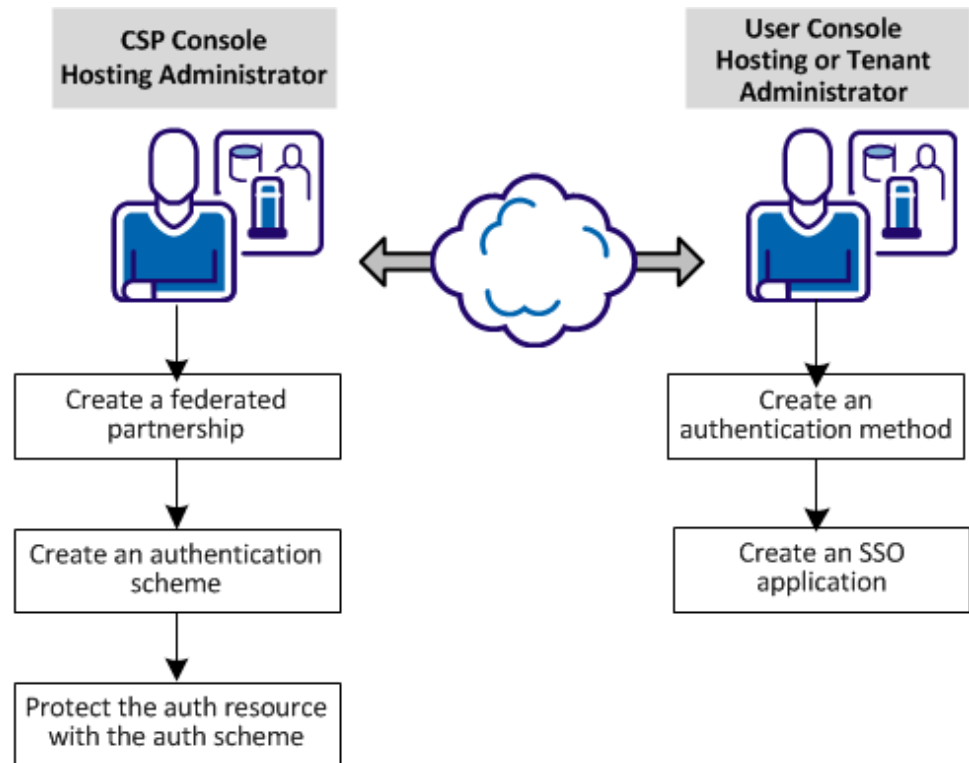 CSP Console
Hosting Administrator
User Console
Hosting or Tenant
Administrator
Create a federated
partnership
Create an authentication
scheme
Protect the auth resource
with the auth scheme
Create an
authentication method
Create an SSO
application